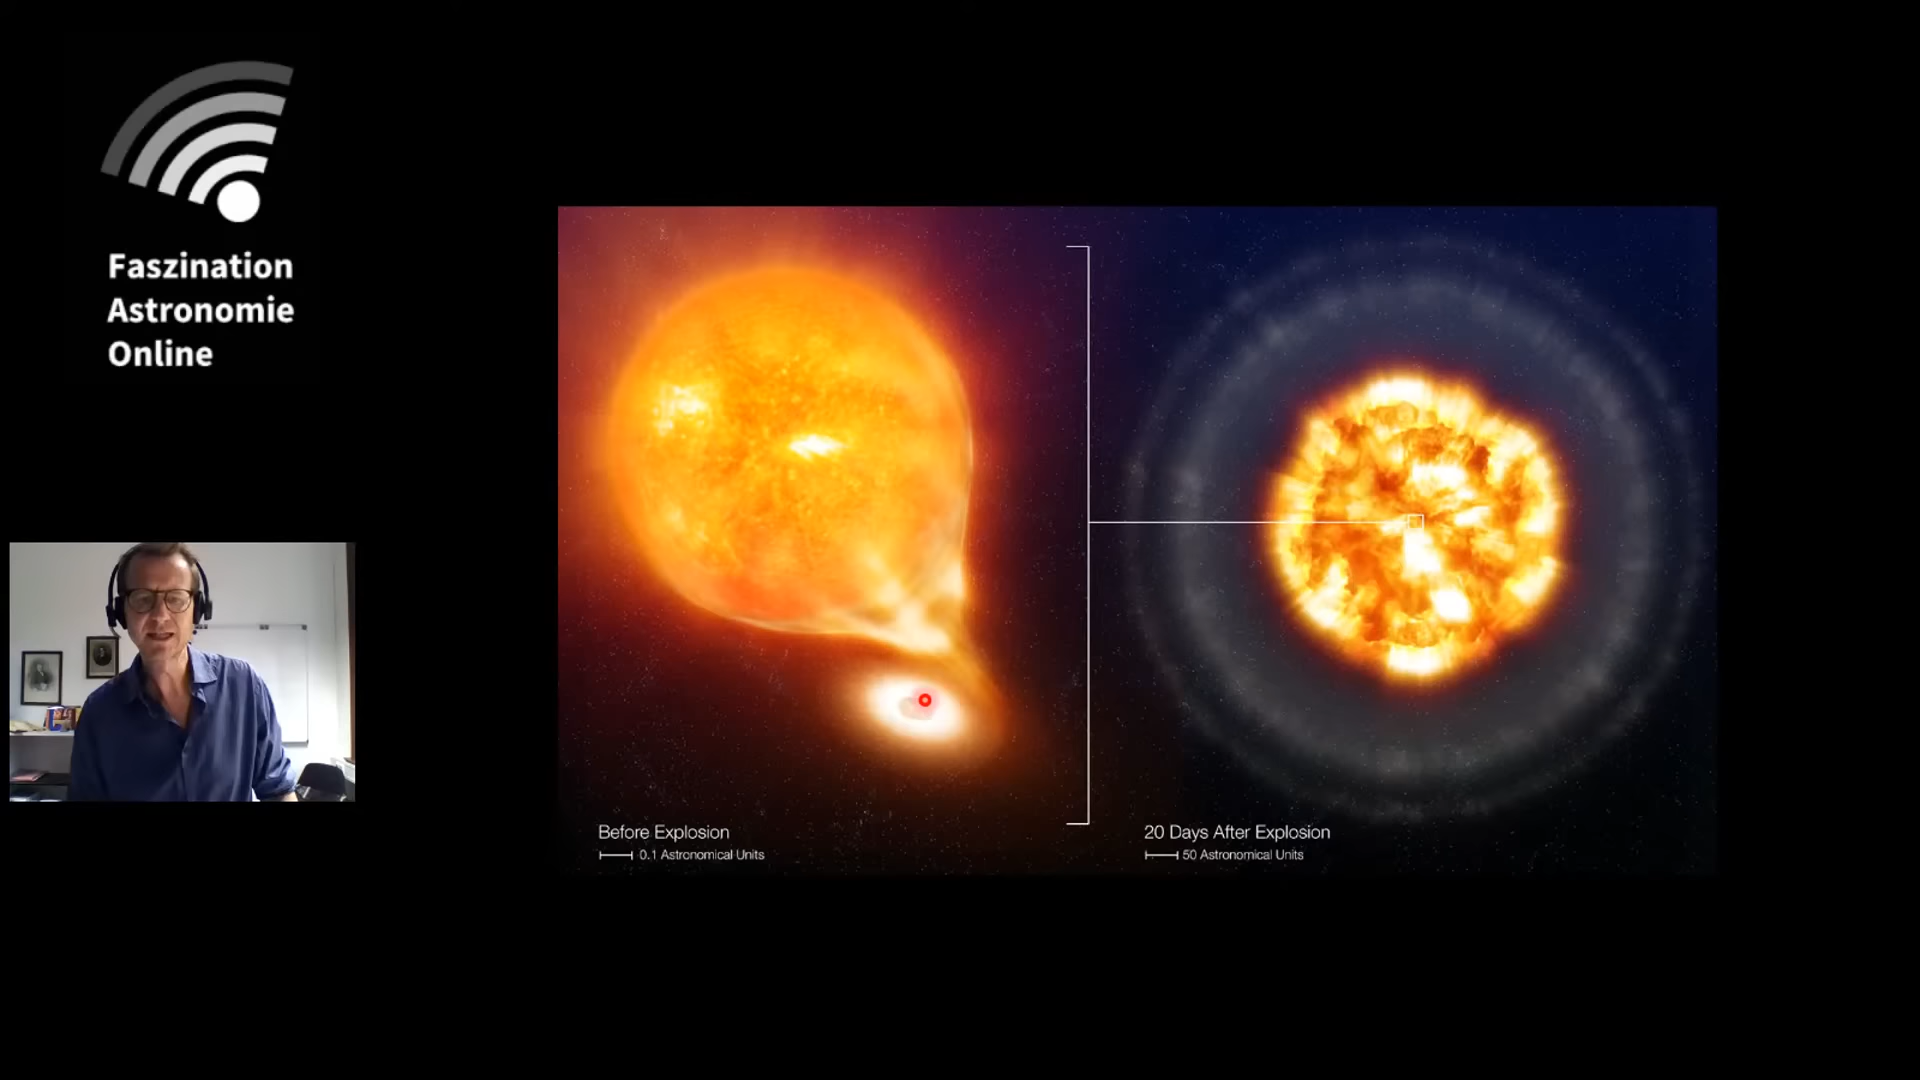 Faszination
Astronomie
Online
Before Explosion
0.1 Astronomical Units
20 Days After Explosion
50 Astronomical Units